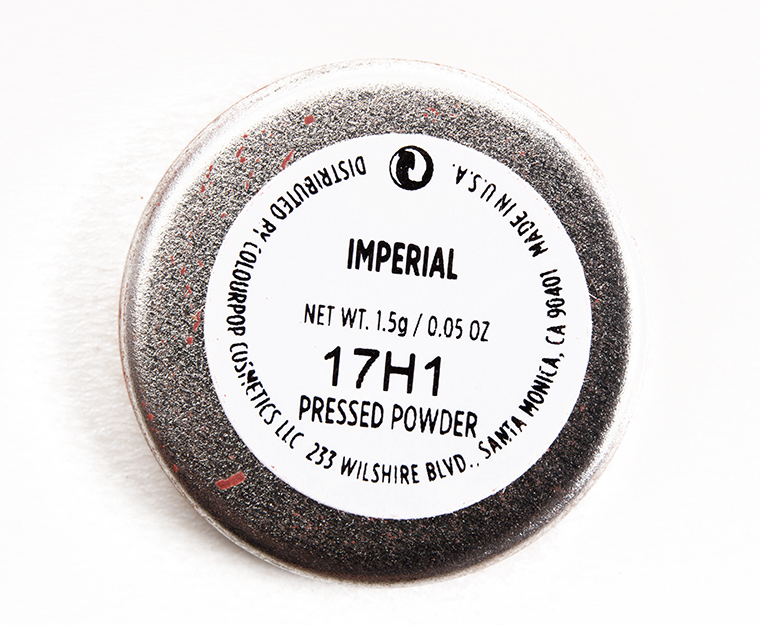 IMPERIAL
NET WT. 1.5g / 0.05 OZ
17H1
PRESSED POWDER
DISTRIBUTED BY COLOURPOP COSMETICS LLC 233 WILSHIRE BLVD., SANTA MONICA, CA 90401 MADE IN U.S.A.